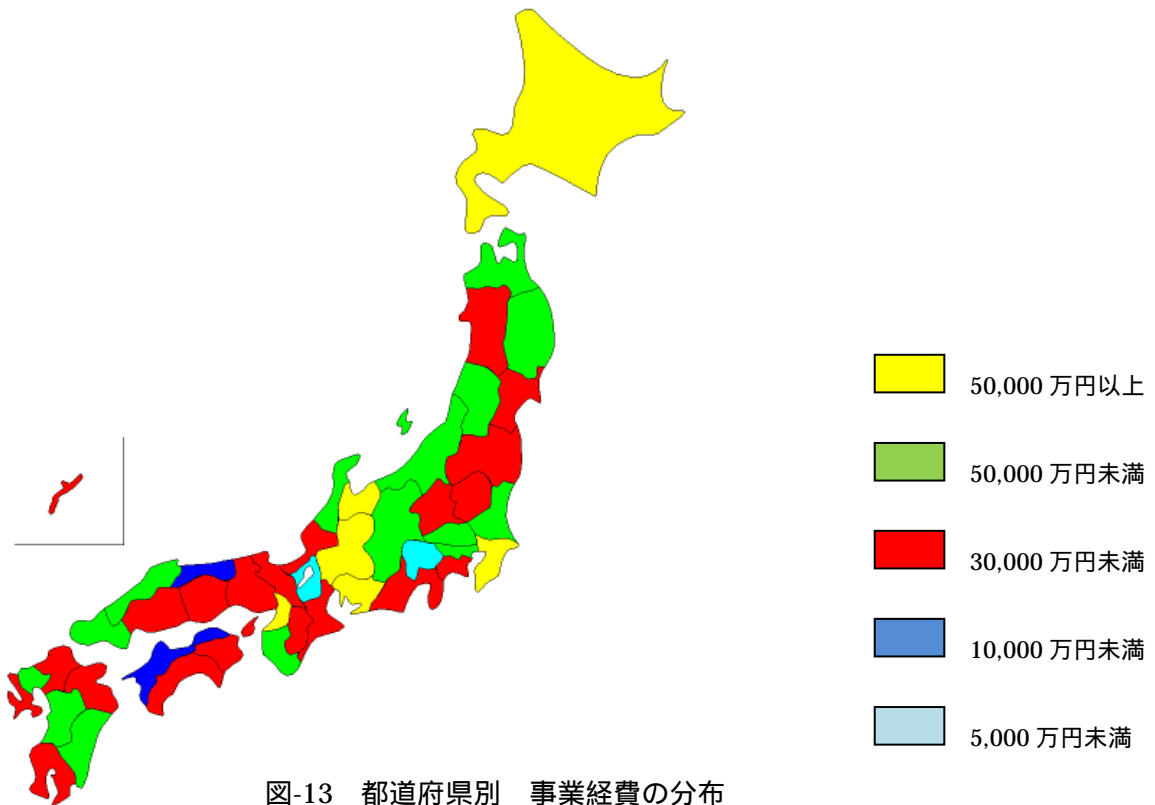 50,000 万円以上
50,000 万円未満
30,000 万円未満
10,000 万円未満
5,000 万円未満
図-13　都道府県別　事業経費の分布